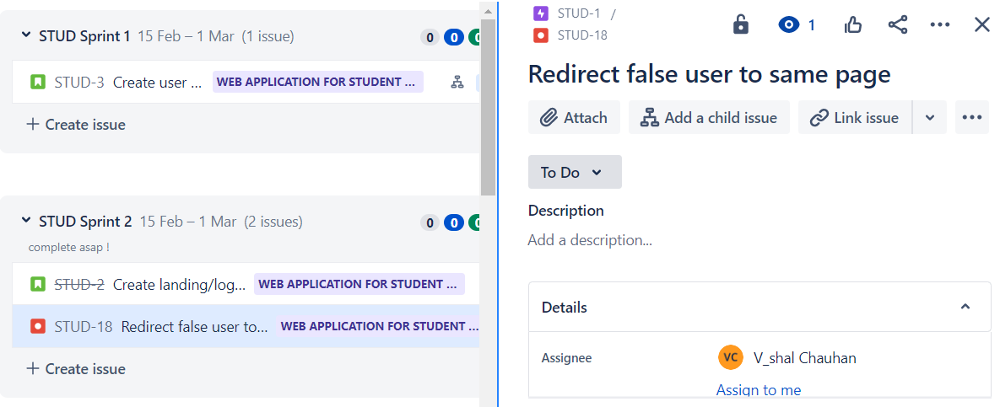 STUD Sprint 1 15 Feb – 1 Mar (1 issue) 0 0
STUD-3 Create user ... WEB APPLICATION FOR STUDENT ...
+ Create issue
STUD Sprint 2 15 Feb – 1 Mar (2 issues) 0 0
complete asap !
STUD-2 Create landing/log... WEB APPLICATION FOR STUDENT ...
STUD-18 Redirect false user to... WEB APPLICATION FOR STUDENT ...
+ Create issue
STUD-1 /
STUD-18
1
Redirect false user to same page
Attach Add a child issue Link issue
To Do
Description
Add a description...
Details
Assignee VC V_shal Chauhan
Assign to me